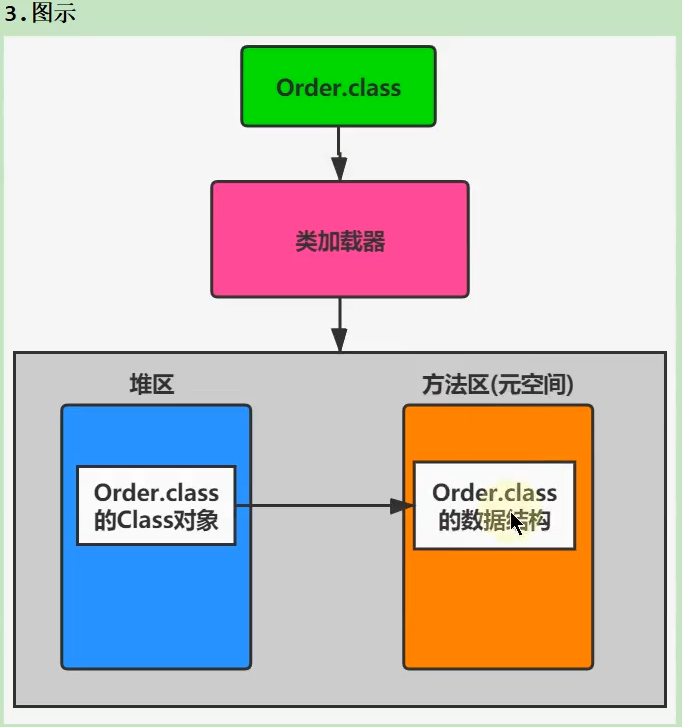 3.图示
Order.class
类加载器
堆区
方法区(元空间)
Order.class
的Class对象
Order.class
的数据结构